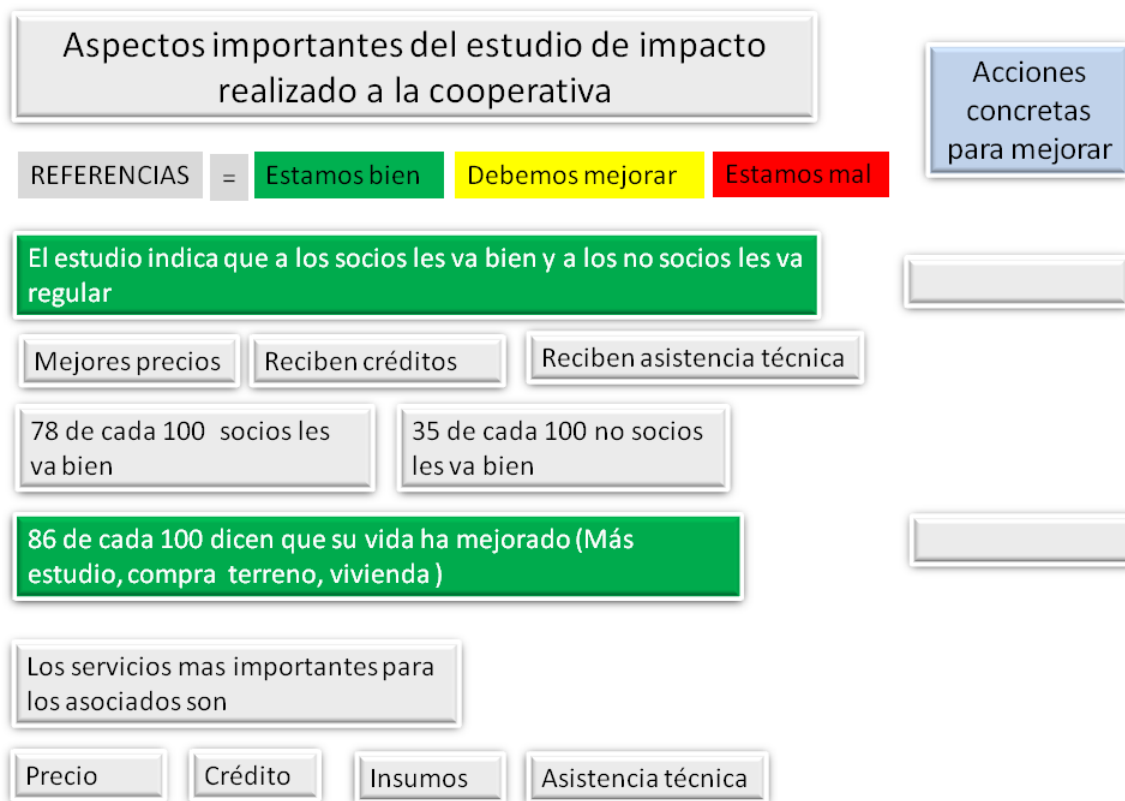 Aspectos importantes del estudio de impacto
realizado a la cooperativa
Acciones
concretas
para mejorar
REFERENCIAS = Estamos bien Debemos mejorar Estamos mal
El estudio indica que a los socios les va bien y a los no socios les va
regular
Mejores precios Reciben créditos Reciben asistencia técnica
78 de cada 100 socios les
va bien
35 de cada 100 no socios
les va bien
86 de cada 100 dicen que su vida ha mejorado (Más
estudio, compra terreno, vivienda )
Los servicios mas importantes para
los asociados son
Precio Crédito Insumos Asistencia técnica